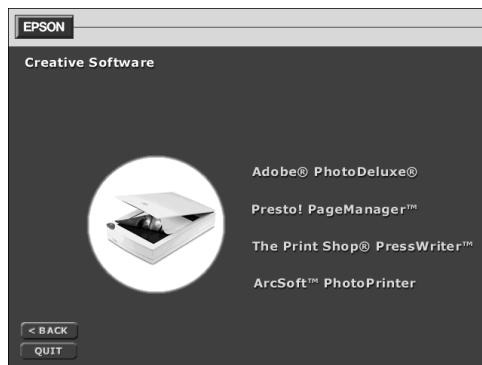 EPSON
Creative Software
Adobe® PhotoDeluxe®
Presto! PageManager™
The Print Shop® PressWriter™
ArcSoft™ PhotoPrinter
< BACK
QUIT